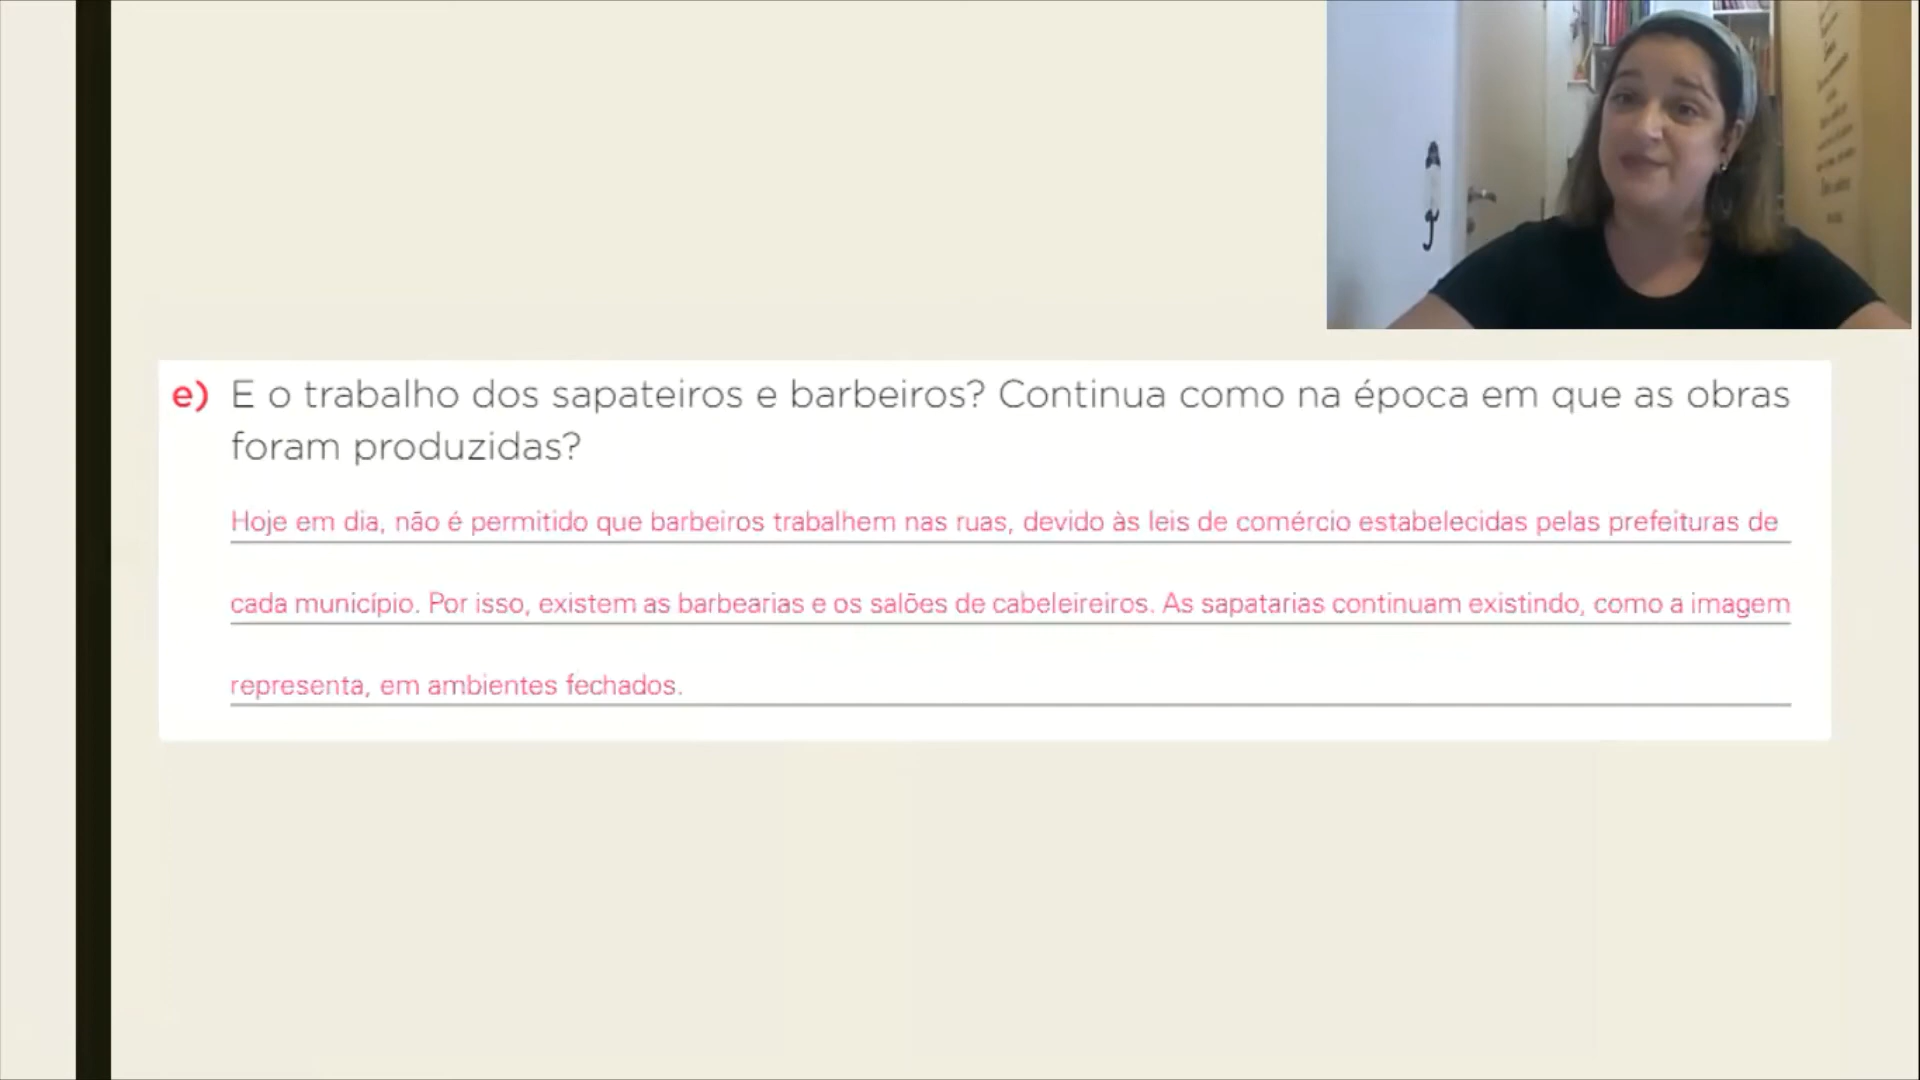 e) E o trabalho dos sapateiros e barbeiros? Continua como na época em que as obras
foram produzidas?
Hoje em dia, não é permitido que barbeiros trabalhem nas ruas, devido às leis de comércio estabelecidas pelas prefeituras de
cada município. Por isso, existem as barbearias e os salões de cabeleireiros. As sapatarias continuam existindo, como a imagem
representa, em ambientes fechados.